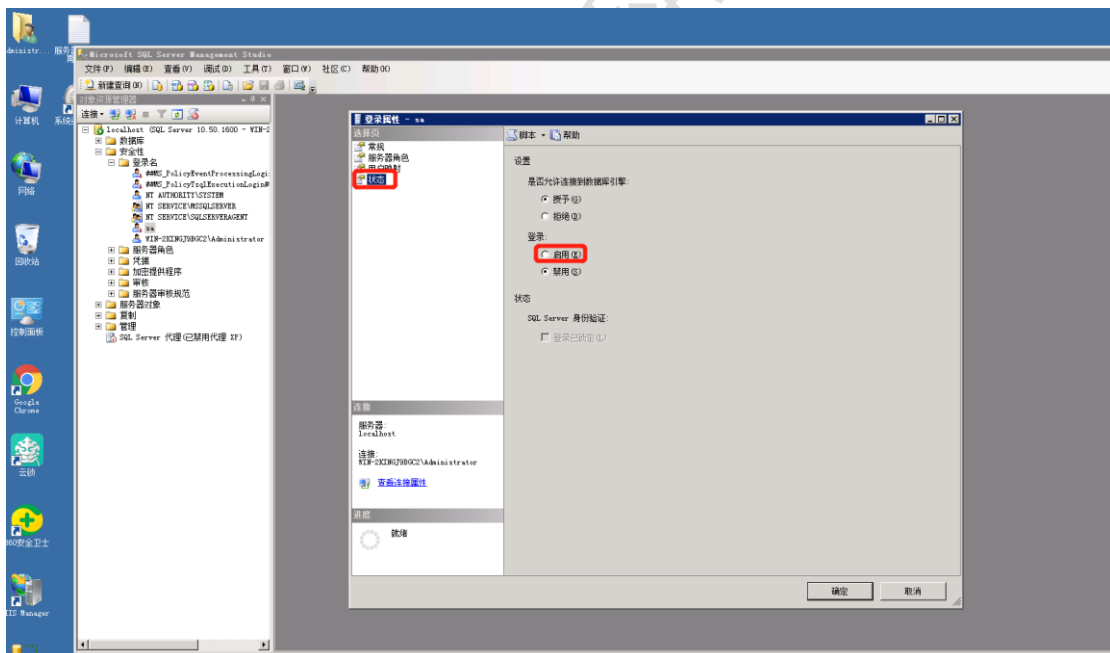 Microsoft SQL Server Management Studio
文件(F) 编辑(E) 查看(V) 调试(D) 工具(T) 窗口(W) 社区(C) 帮助(H)
新建查询(N)
对象资源管理器
连接
localhost (SQL Server 10.50.1600 - WIN-2
数据库
安全性
登录名
##MS_PolicyEventProcessingLogi
##MS_PolicyTsqlExecutionLogin#
NT AUTHORITY\SYSTEM
NT SERVICE\MSSQLSERVER
NT SERVICE\SQLSERVERAGENT
sa
WIN-2KING J9BGC2\Administrator
服务器角色
凭据
加密提供程序
审核
服务器审核规范
服务器对象
复制
管理
SQL Server 代理(已禁用代理 XP)
计算机
网络
回收站
控制面板
Google
Chrome
云锁
360安全卫士
IIS Manager
登录属性 - sa
选择页
常规
服务器角色
用户映射
状态
脚本 帮助
设置
是否允许连接到数据库引擎:
授予(G)
拒绝(D)
登录:
启用(E)
禁用(S)
状态
SQL Server 身份验证:
登录已锁定(L)
连接
服务器:
localhost
连接:
WIN-2KINGJ9BGC2\Administrator
查看连接属性
进度
就绪
确定 取消